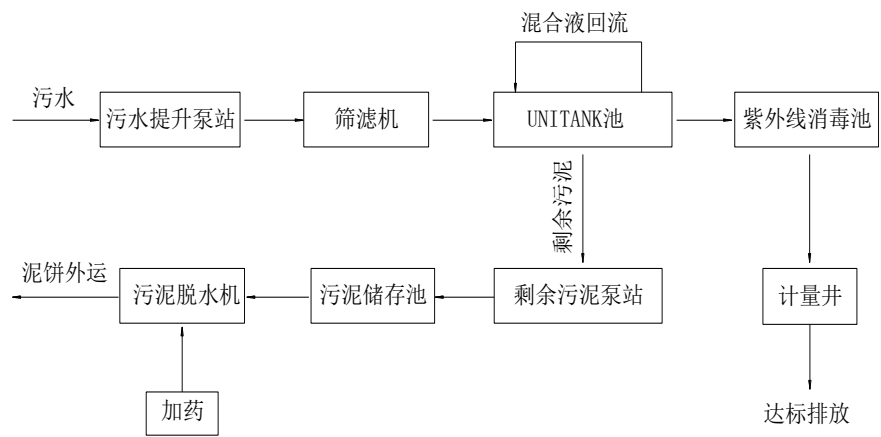 混合液回流
污水
污水提升泵站
筛滤机
UNITANK池
紫外线消毒池
剩余污泥
泥饼外运
污泥脱水机
污泥储存池
剩余污泥泵站
计量井
加药
达标排放